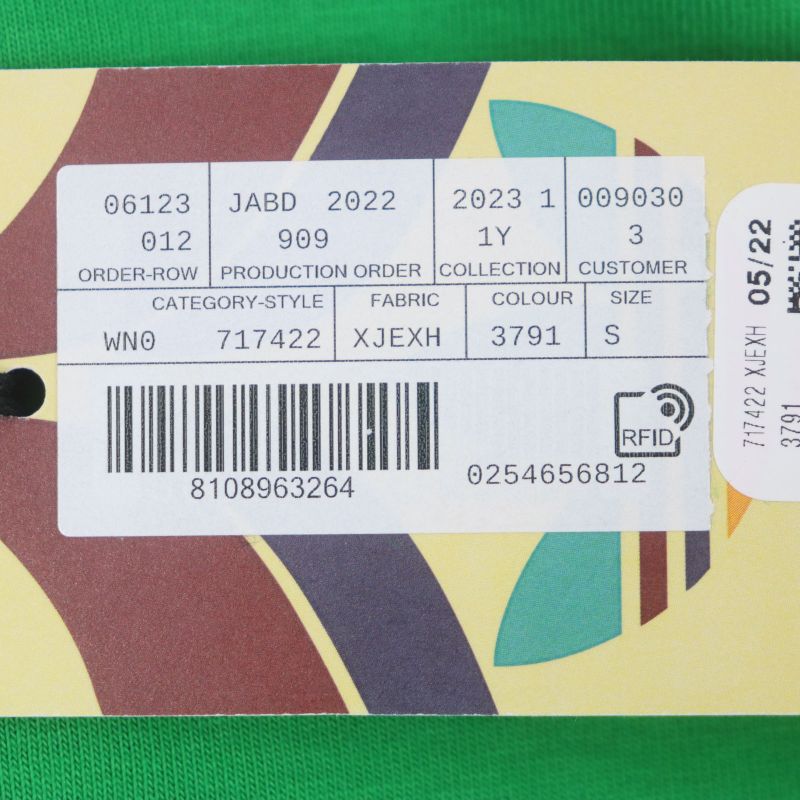 06123 JABD 2022 2023 1 009030
012 909 1Y 3
ORDER-ROW PRODUCTION ORDER COLLECTION CUSTOMER
CATEGORY-STYLE FABRIC COLOUR SIZE
WN0 717422 XJEXH 3791 S
RFID
8108963264 0254656812
05/22
717422 XJEXH
3791